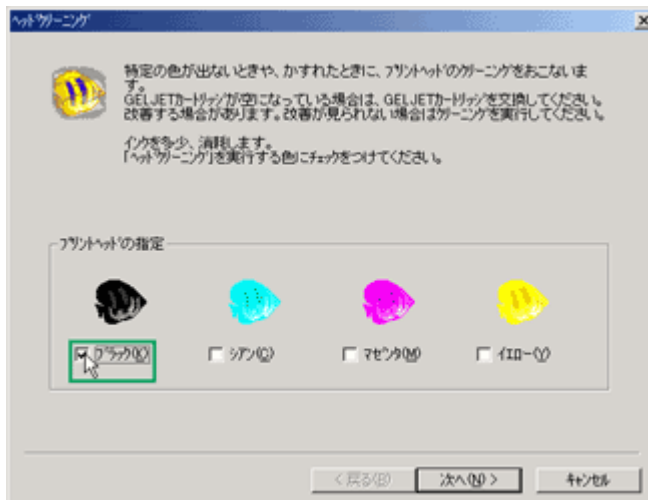 ﾍｯﾄﾞｸﾘｰﾆﾝｸﾞ
特定の色が出ないときや、かすれたときに、ﾌﾟﾘﾝﾄﾍｯﾄﾞのｸﾘｰﾆﾝｸﾞをおこないま
す。
GELJETｶｰﾄﾘｯｼﾞが空になっている場合は、GELJETｶｰﾄﾘｯｼﾞを交換してください。
改善する場合があります。改善が見られない場合はｸﾘｰﾆﾝｸﾞを実行してください。
ｲﾝｸを多少、消耗します。
｢ﾍｯﾄﾞｸﾘｰﾆﾝｸﾞ｣を実行する色にﾁｪｯｸをつけてください。
ﾌﾟﾘﾝﾄﾍｯﾄﾞの指定
ﾌﾞﾗｯｸ(K)
ｼｱﾝ(C)
ﾏｾﾞﾝﾀ(M)
ｲｴﾛｰ(Y)
< 戻る(B)
次へ(N) >
ｷｬﾝｾﾙ